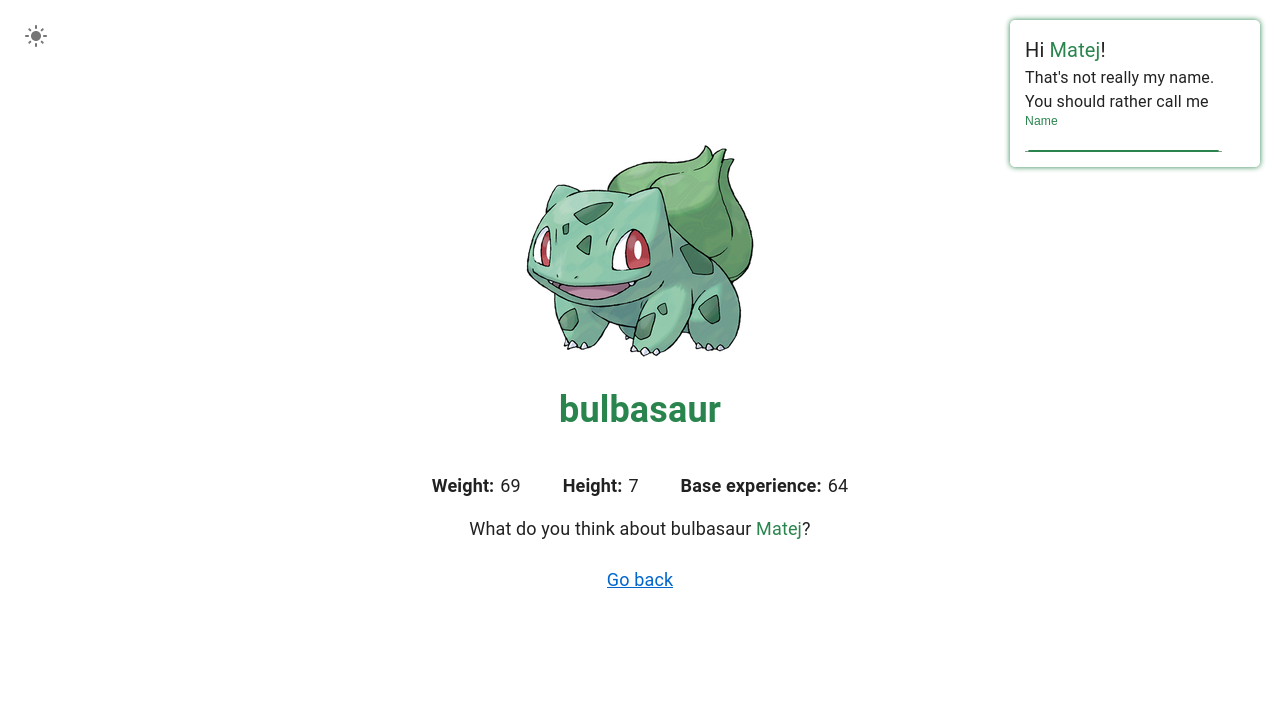 Hi Matej!
That's not really my name.
You should rather call me
Name
bulbasaur
Weight: 69 Height: 7 Base experience: 64
What do you think about bulbasaur Matej?
Go back